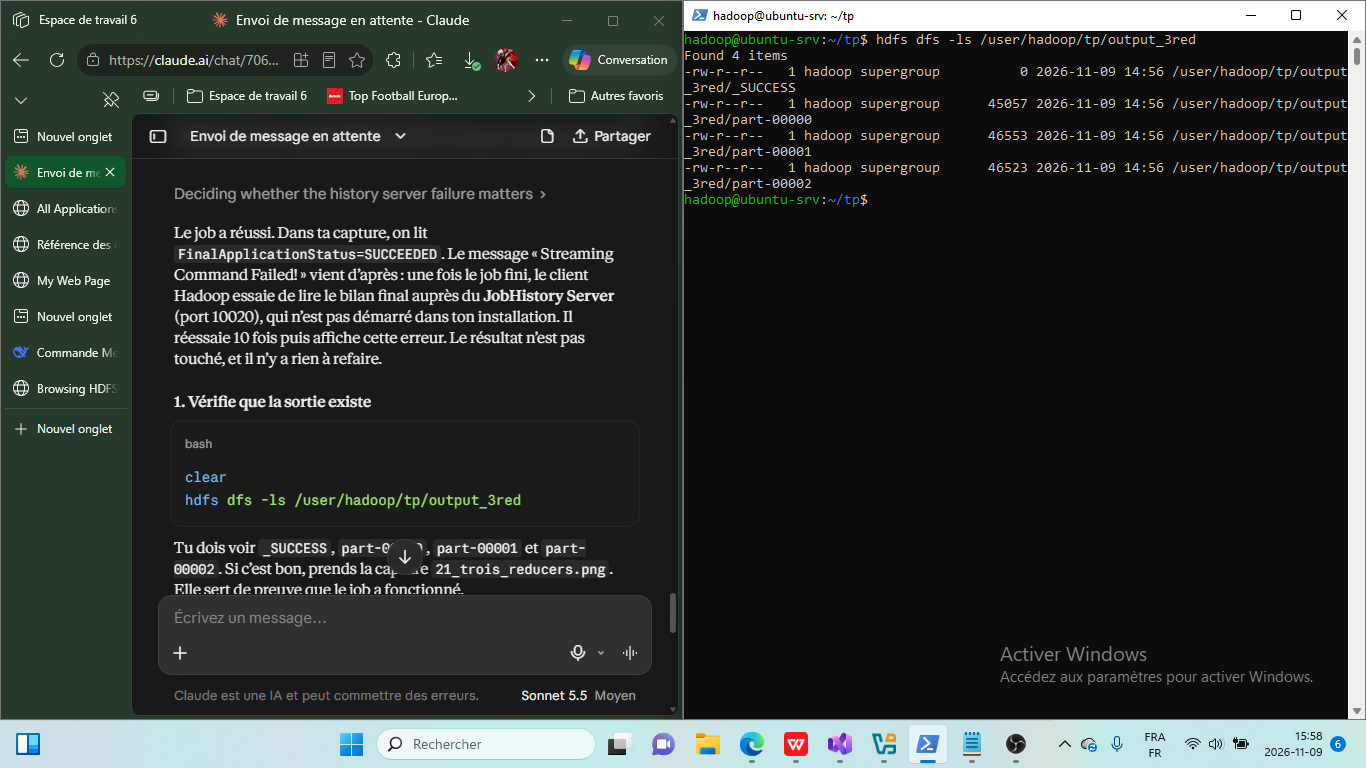 Espace de travail 6
Envoi de message en attente - Claude
https://claude.ai/chat/706...
Conversation
Espace de travail 6
Top Football Europ...
Autres favoris
Nouvel onglet
Envoi de me
All Application
Référence des
My Web Page
Nouvel onglet
Commande Me
Browsing HDFS
Nouvel onglet
Envoi de message en attente
Partager
Deciding whether the history server failure matters >
Le job a réussi. Dans ta capture, on lit
FinalApplicationStatus=SUCCEEDED. Le message « Streaming
Command Failed! » vient d’après : une fois le job fini, le client
Hadoop essaie de lire le bilan final auprès du JobHistory Server
(port 10020), qui n’est pas démarré dans ton installation. Il
réessaie 10 fois puis affiche cette erreur. Le résultat n’est pas
touché, et il n’y a rien à refaire.
1. Vérifie que la sortie existe
bash
clear
hdfs dfs -ls /user/hadoop/tp/output_3red
Tu dois voir _SUCCESS, part- , part-00001 et part-
00002. Si c’est bon, prends la 21_trois_reducers.png.
Elle sert de preuve que le job a fonctionné.
Écrivez un message...
Claude est une IA et peut commettre des erreurs.
Sonnet 5.5 Moyen
hadoop@ubuntu-srv: ~/tp
hadoop@ubuntu-srv:~/tp$ hdfs dfs -ls /user/hadoop/tp/output_3red
Found 4 items
-rw-r--r-- 1 hadoop supergroup 0 2026-11-09 14:56 /user/hadoop/tp/output
_3red/_SUCCESS
-rw-r--r-- 1 hadoop supergroup 45057 2026-11-09 14:56 /user/hadoop/tp/output
_3red/part-00000
-rw-r--r-- 1 hadoop supergroup 46553 2026-11-09 14:56 /user/hadoop/tp/output
_3red/part-00001
-rw-r--r-- 1 hadoop supergroup 46523 2026-11-09 14:56 /user/hadoop/tp/output
_3red/part-00002
hadoop@ubuntu-srv:~/tp$
Activer Windows
Accédez aux paramètres pour activer Windows.
Rechercher
FRA
FR
15:58
2026-11-09
6